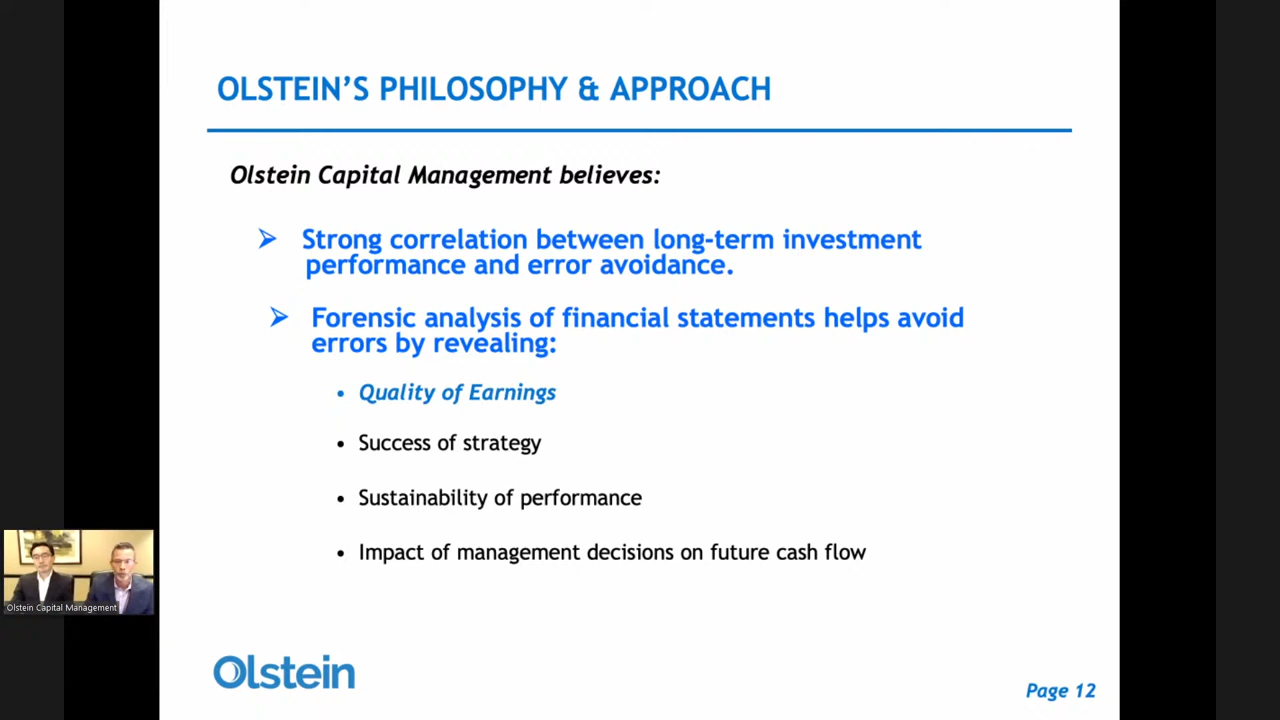 OLSTEIN’S PHILOSOPHY & APPROACH
Olstein Capital Management believes:
➢ Strong correlation between long-term investment
performance and error avoidance.
➢ Forensic analysis of financial statements helps avoid
errors by revealing:
• Quality of Earnings
• Success of strategy
• Sustainability of performance
• Impact of management decisions on future cash flow
Olstein Capital Management
Olstein
Page 12